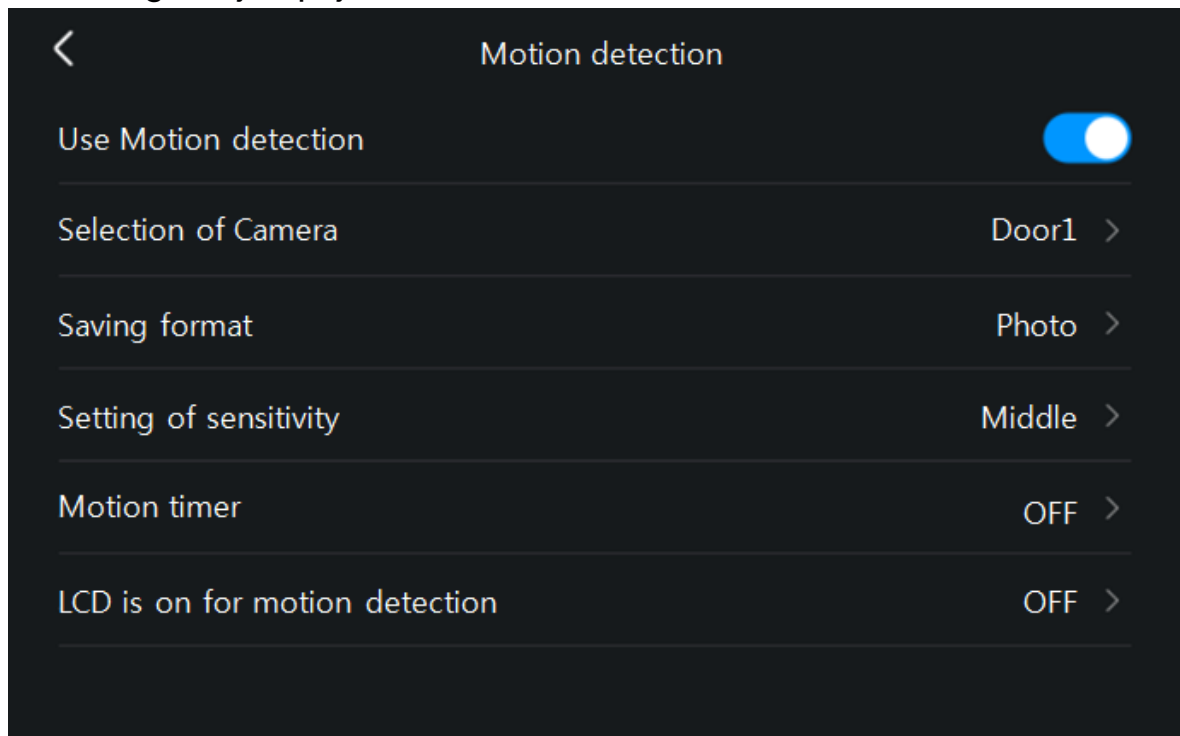 Motion detection
Use Motion detection
Selection of Camera Door1
Saving format Photo
Setting of sensitivity Middle
Motion timer OFF
LCD is on for motion detection OFF